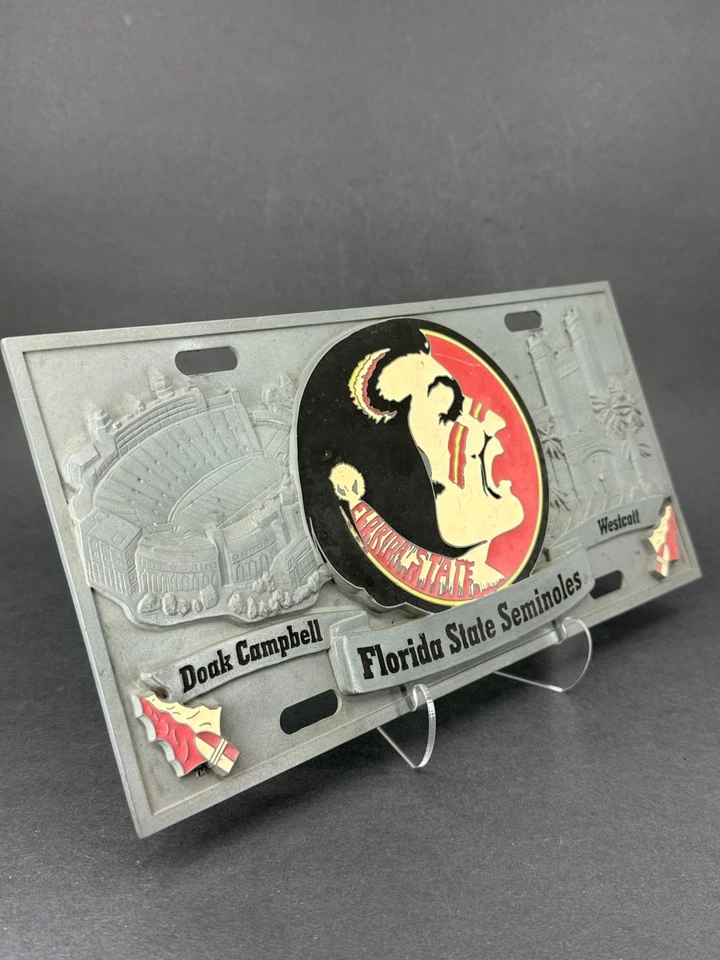 FLORIDA STATE
Westcott
Doak Campbell
Florida State Seminoles